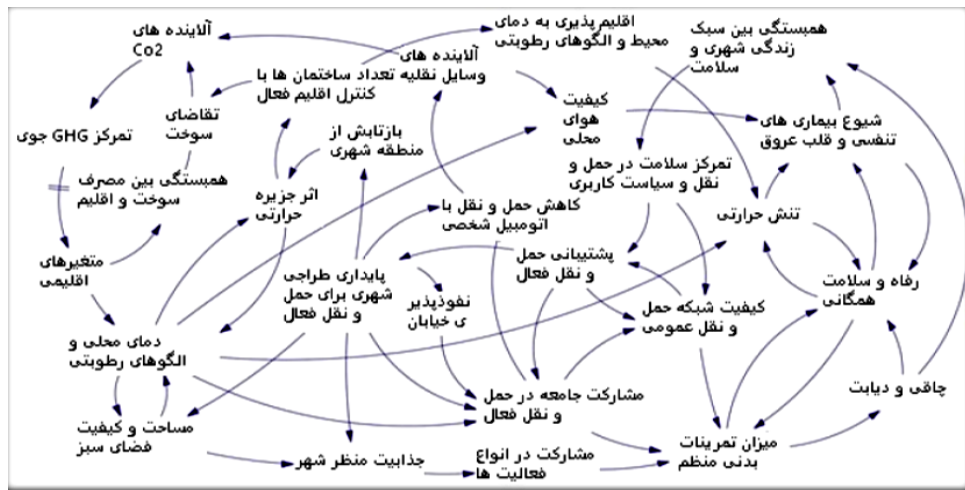 آلاینده های
Co2
تمرکز GHG جوی
تقاضای
سوخت
همبستگی بین مصرف
سوخت و اقلیم
متغیرهای
اقلیمی
دمای محلی و
الگوهای رطوبتی
مساحت و کیفیت
فضای سبز
اقلیم پذیری به دمای
محیط و الگوهای رطوبتی
آلاینده های
وسایل نقلیه
تعداد ساختمان ها با
کنترل اقلیم فعال
بازتابش از
منطقه شهری
اثر جزیره
حرارتی
کاهش حمل و نقل با
اتومبیل شخصی
پایداری طراجی
شهری برای حمل
و نقل فعال
نفوذپذیر
ی خیابان
جذابیت منظر شهر
مشارکت در انواع
فعالیت ها
مشارکت جامعه در حمل
و نقل فعال
پشتیبانی حمل
و نقل فعال
کیفیت
هوای
محلی
همبستگی بین سبک
زندگی شهری و
سلامت
شیوع بیماری های
تنفسی و قلب عروق
تمرکز سلامت در حمل و
نقل و سیاست کاربری
تنش حرارتی
کیفیت شبکه حمل
و نقل عمومی
رفاه و سلامت
همگانی
چاقی و دیابت
میزان تمرینات
بدنی منظم